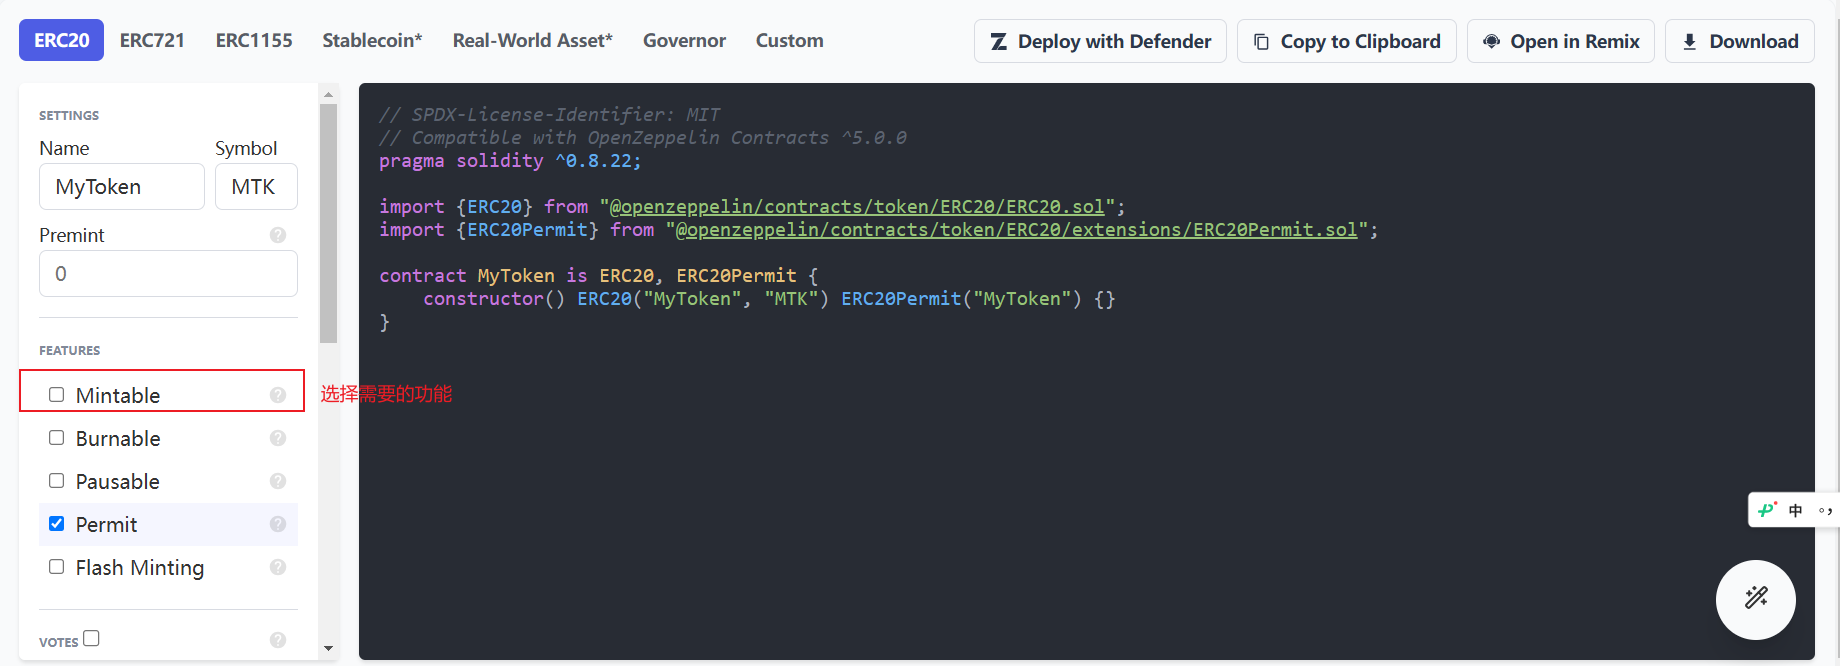 ERC20 ERC721 ERC1155 Stablecoin* Real-World Asset* Governor Custom Deploy with Defender Copy to Clipboard Open in Remix Download
SETTINGS
Name Symbol
MyToken MTK
Premint ?
0
FEATURES
Mintable ?
Burnable ?
Pausable ?
Permit ?
Flash Minting ?
VOTES ?
// SPDX-License-Identifier: MIT
// Compatible with OpenZeppelin Contracts ^5.0.0
pragma solidity ^0.8.22;
import {ERC20} from "@openzeppelin/contracts/token/ERC20/ERC20.sol";
import {ERC20Permit} from "@openzeppelin/contracts/token/ERC20/extensions/ERC20Permit.sol";
contract MyToken is ERC20, ERC20Permit {
constructor() ERC20("MyToken", "MTK") ERC20Permit("MyToken") {}
}
选择需要的功能
中 °,